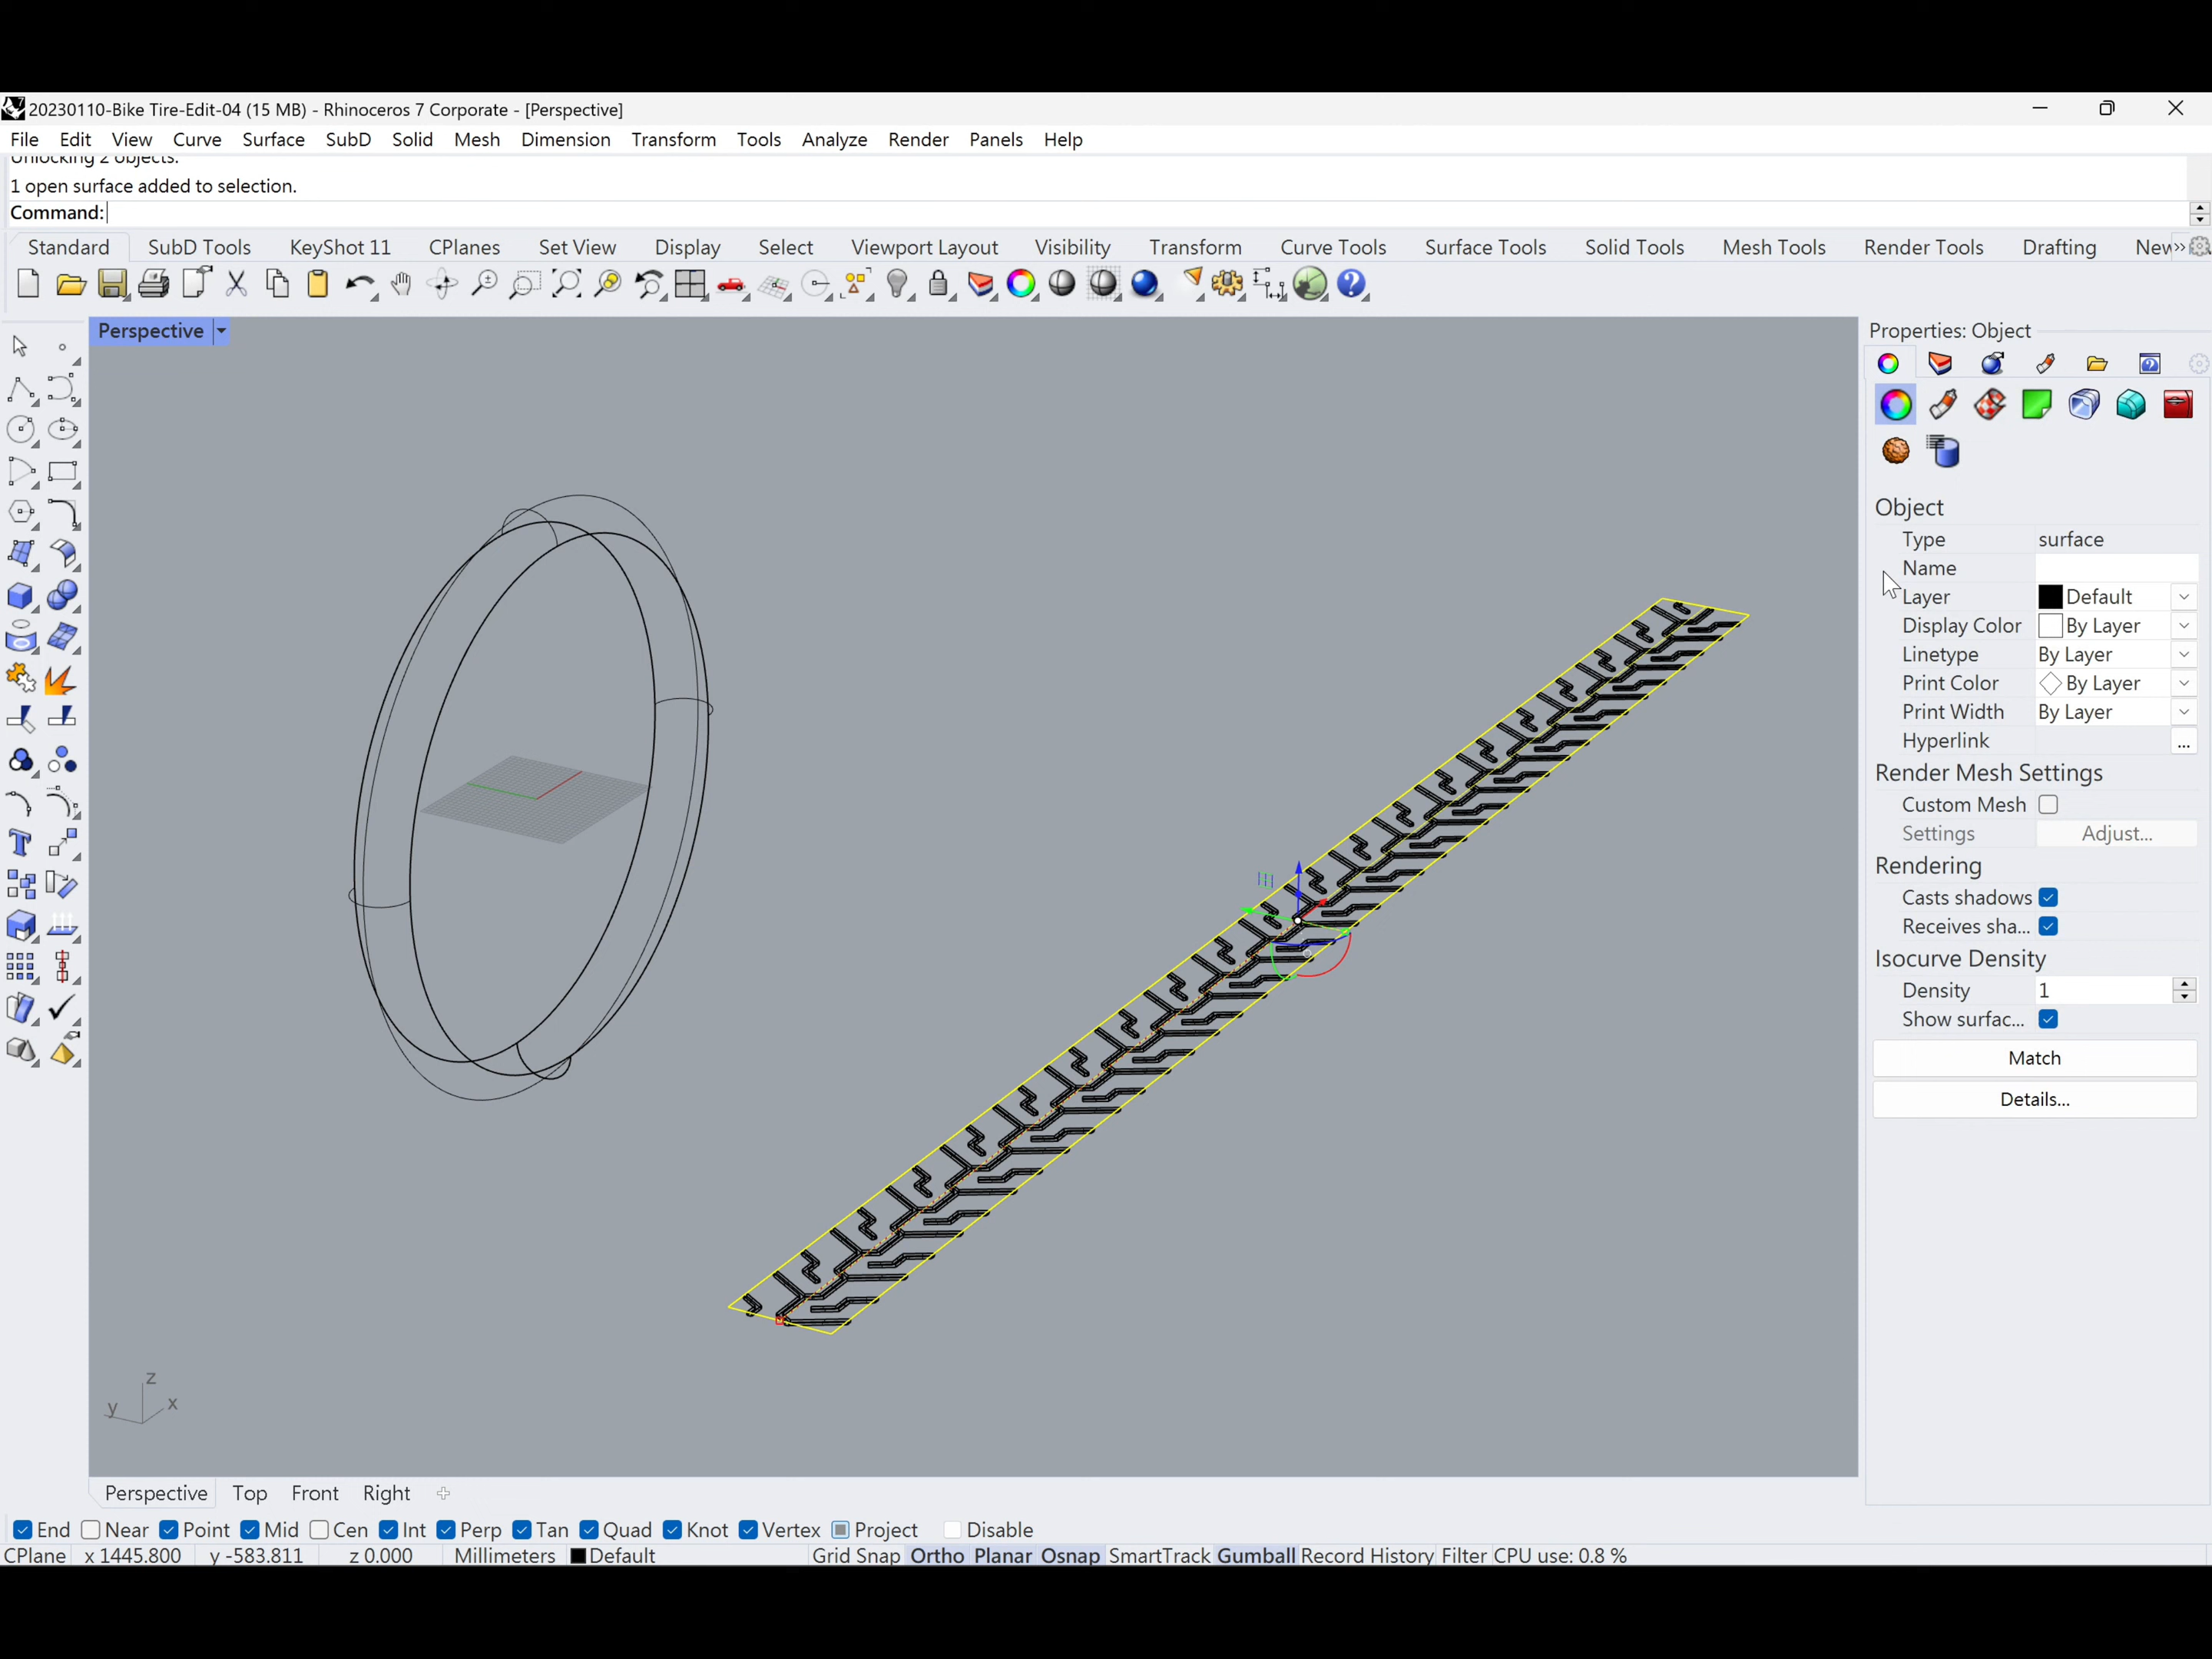 20230110-Bike Tire-Edit-04 (15 MB) - Rhinoceros 7 Corporate - [Perspective]
File Edit View Curve Surface SubD Solid Mesh Dimension Transform Tools Analyze Render Panels Help
Unlocking 2 objects.
1 open surface added to selection.
Command:
Standard SubD Tools KeyShot 11 CPlanes Set View Display Select Viewport Layout Visibility Transform Curve Tools Surface Tools Solid Tools Mesh Tools Render Tools Drafting New
Perspective
Properties: Object
Object
Type surface
Name
Layer Default
Display Color By Layer
Linetype By Layer
Print Color By Layer
Print Width By Layer
Hyperlink ...
Render Mesh Settings
Custom Mesh
Settings Adjust...
Rendering
Casts shadows
Receives sha...
Isocurve Density
Density 1
Show surfac...
Match
Details...
z
y x
Perspective Top Front Right
End Near Point Mid Cen Int Perp Tan Quad Knot Vertex Project Disable
CPlane x 1445.800 y -583.811 z 0.000 Millimeters Default Grid Snap Ortho Planar Osnap SmartTrack Gumball Record History Filter CPU use: 0.8 %